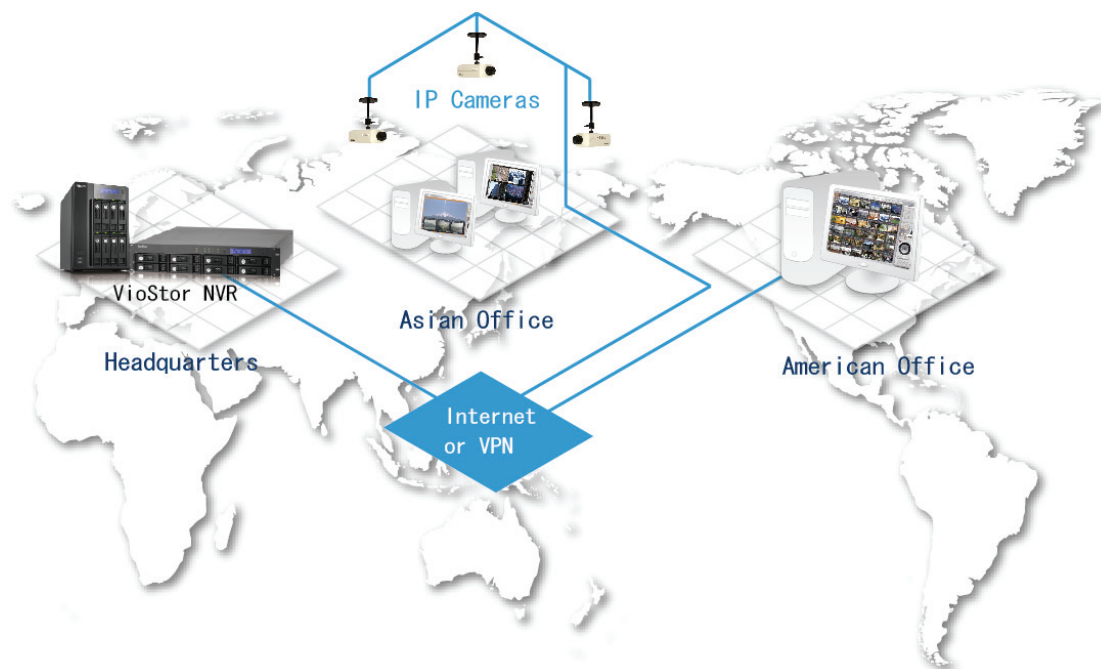 IP Cameras
VioStor NVR
Asian Office
Headquarters
American Office
Internet
or VPN